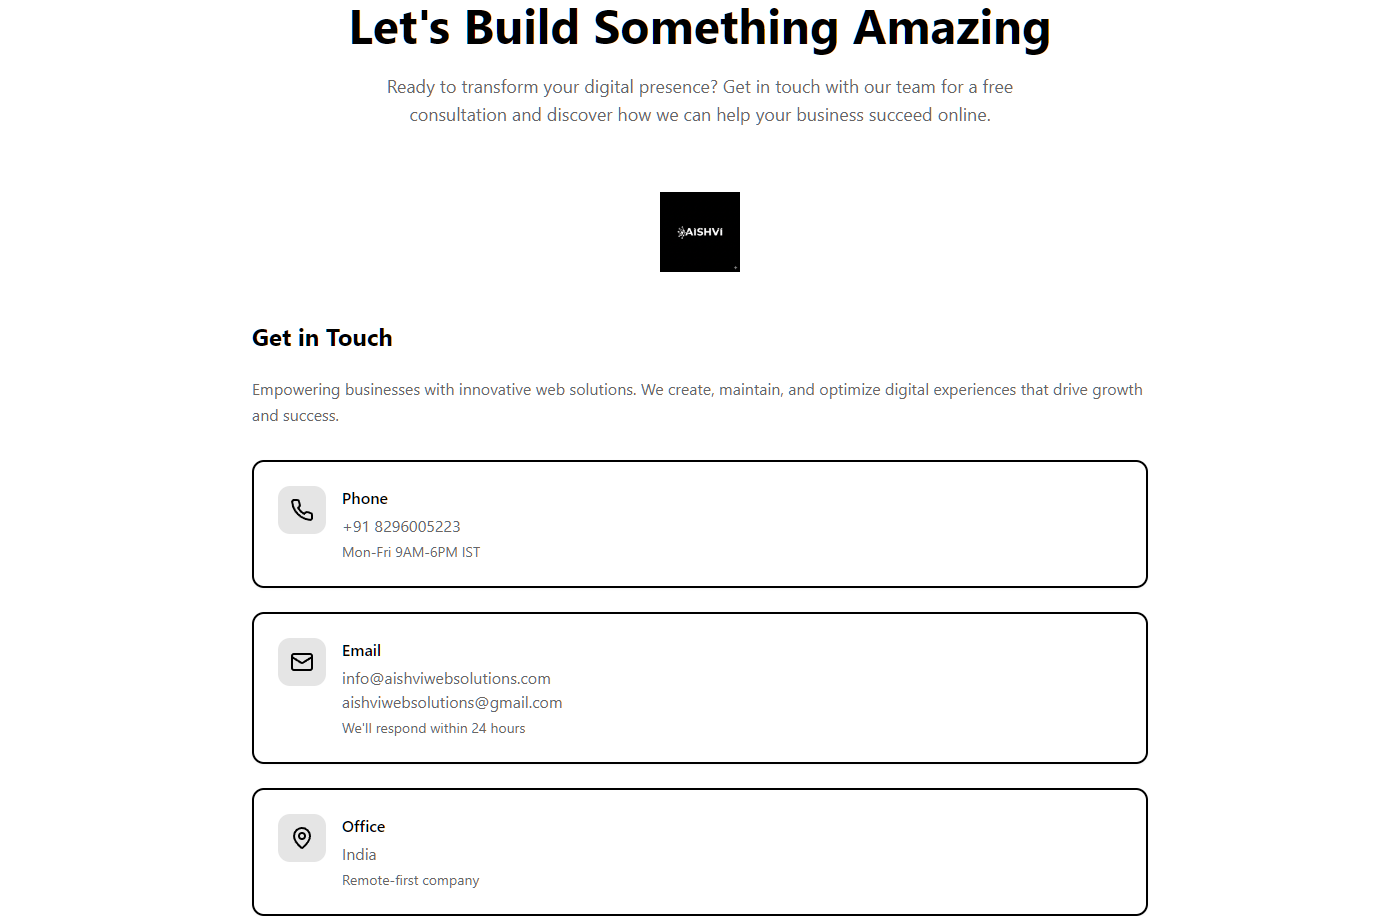 Let's Build Something Amazing
Ready to transform your digital presence? Get in touch with our team for a free
consultation and discover how we can help your business succeed online.
AiSHVi
Get in Touch
Empowering businesses with innovative web solutions. We create, maintain, and optimize digital experiences that drive growth
and success.
Phone
+91 8296005223
Mon-Fri 9AM-6PM IST
Email
info@aishviwebsolutions.com
aishviwebsolutions@gmail.com
We'll respond within 24 hours
Office
India
Remote-first company